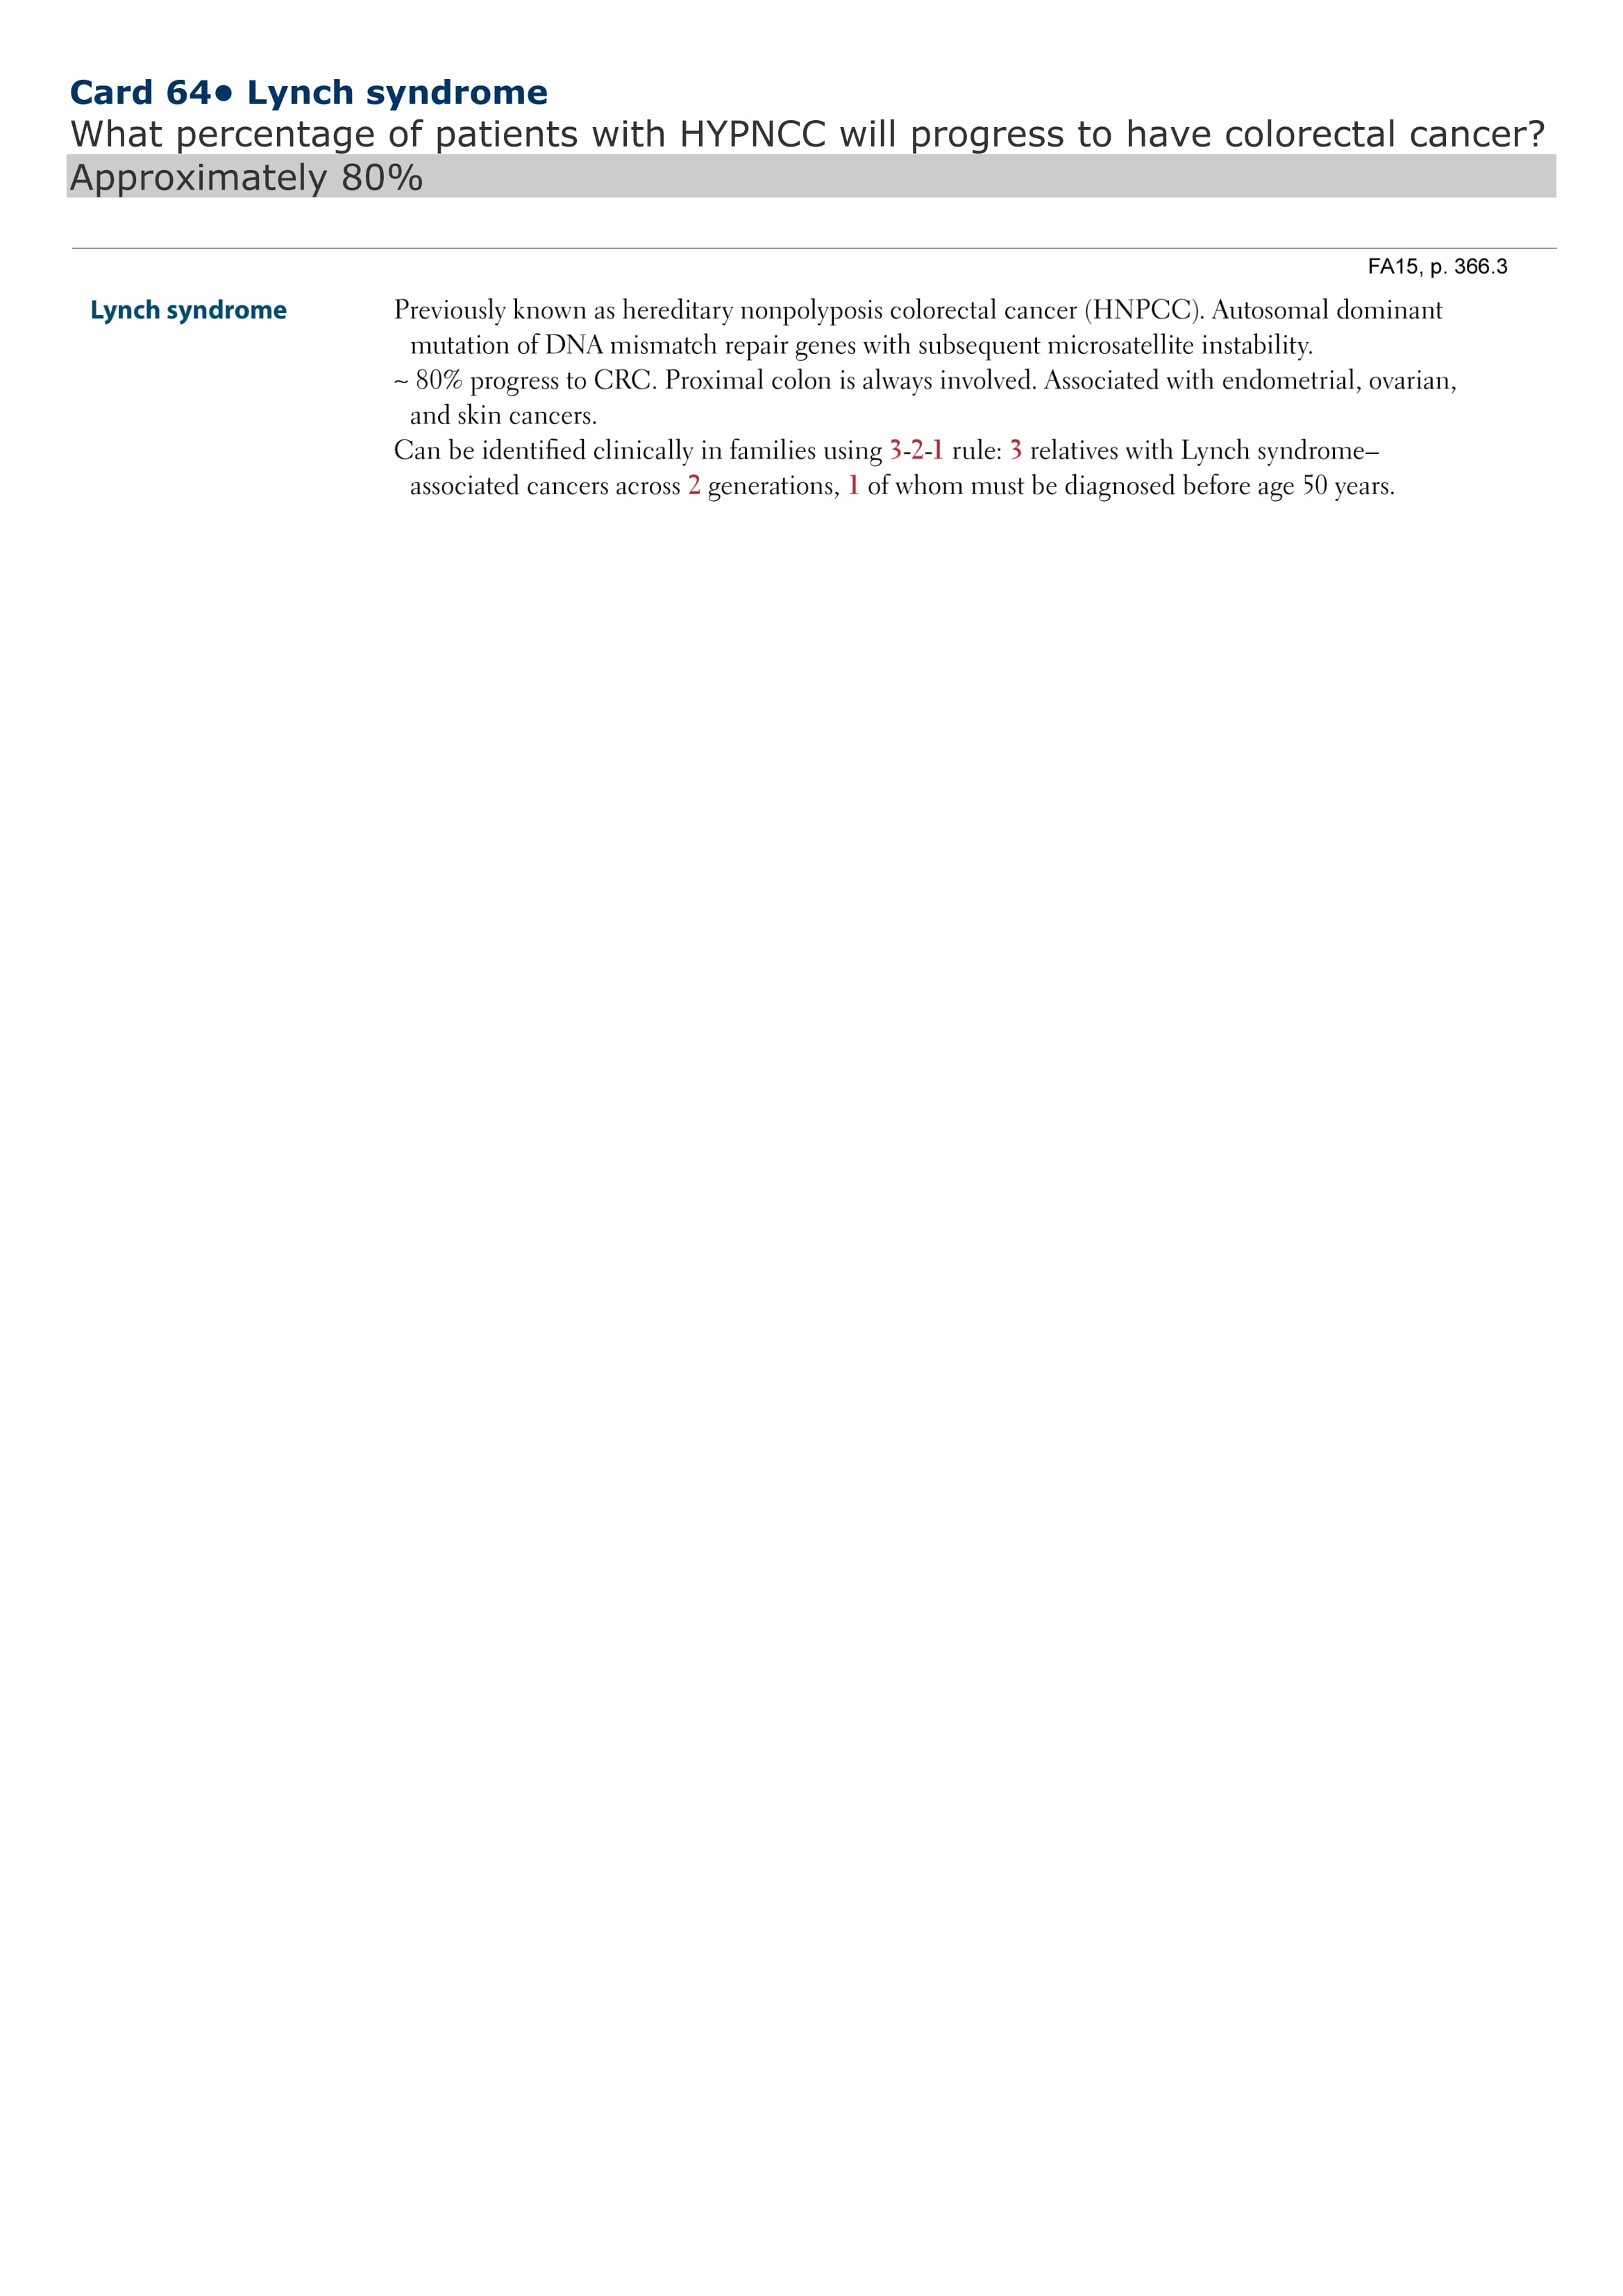 Card 64● Lynch syndrome
What percentage of patients with HYPNCC will progress to have colorectal cancer?
Approximately 80%
FA15, p. 366.3
Lynch syndrome
Previously known as hereditary nonpolyposis colorectal cancer (HNPCC). Autosomal dominant
mutation of DNA mismatch repair genes with subsequent microsatellite instability.
~ 80% progress to CRC. Proximal colon is always involved. Associated with endometrial, ovarian,
and skin cancers.
Can be identified clinically in families using 3-2-1 rule: 3 relatives with Lynch syndrome–
associated cancers across 2 generations, 1 of whom must be diagnosed before age 50 years.